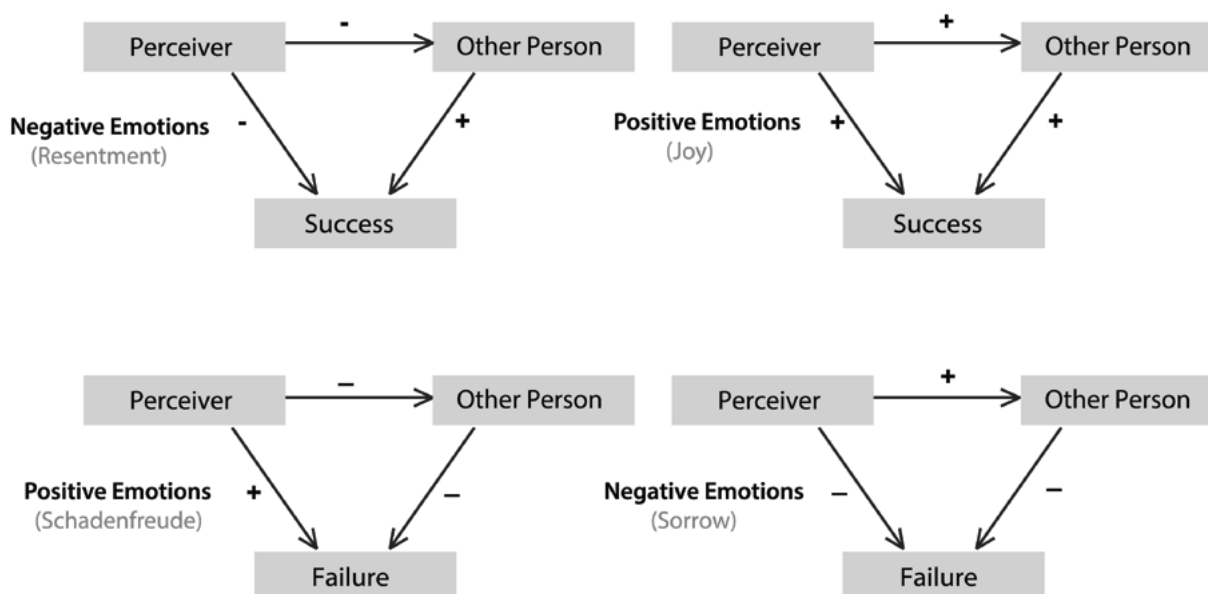 -
Perceiver
Other Person
Negative Emotions
-
+
(Resentment)
Success
+
Perceiver
Other Person
Positive Emotions
+
+
(Joy)
Success
–
Perceiver
Other Person
Positive Emotions
+
–
(Schadenfreude)
Failure
+
Perceiver
Other Person
Negative Emotions
–
–
(Sorrow)
Failure